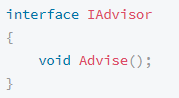 interface IAdvisor
{
    void Advise();
}